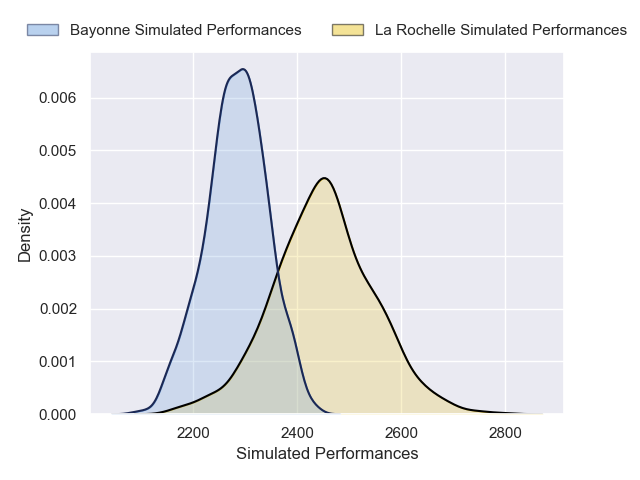 Bayonne Simulated Performances La Rochelle Simulated Performances
0.006
0.005
0.004
0.003
0.002
0.001
0.000
Density
2200 2400 2600 2800
Simulated Performances